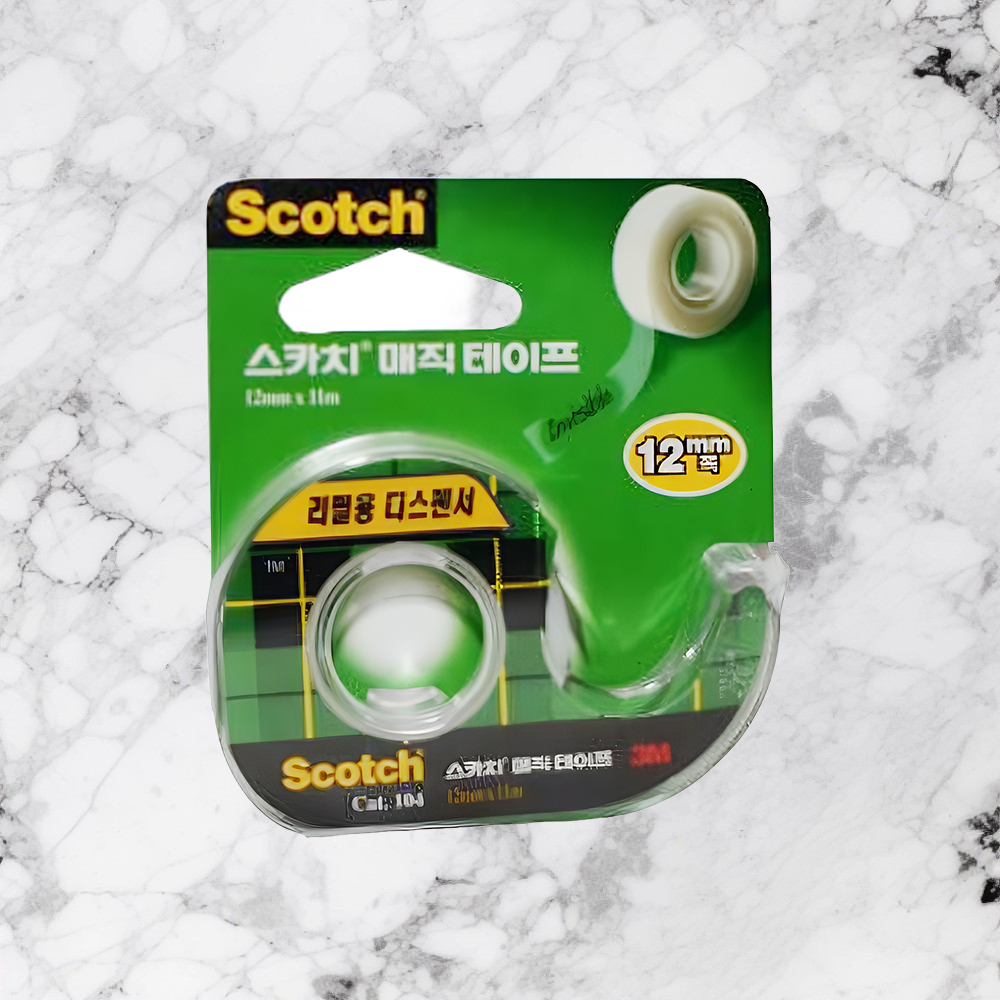 Scotch®
스카치® 매직 테이프
12mm x 11m
12mm
리필용 디스펜서
Scotch
스카치 매직 테이프
3M